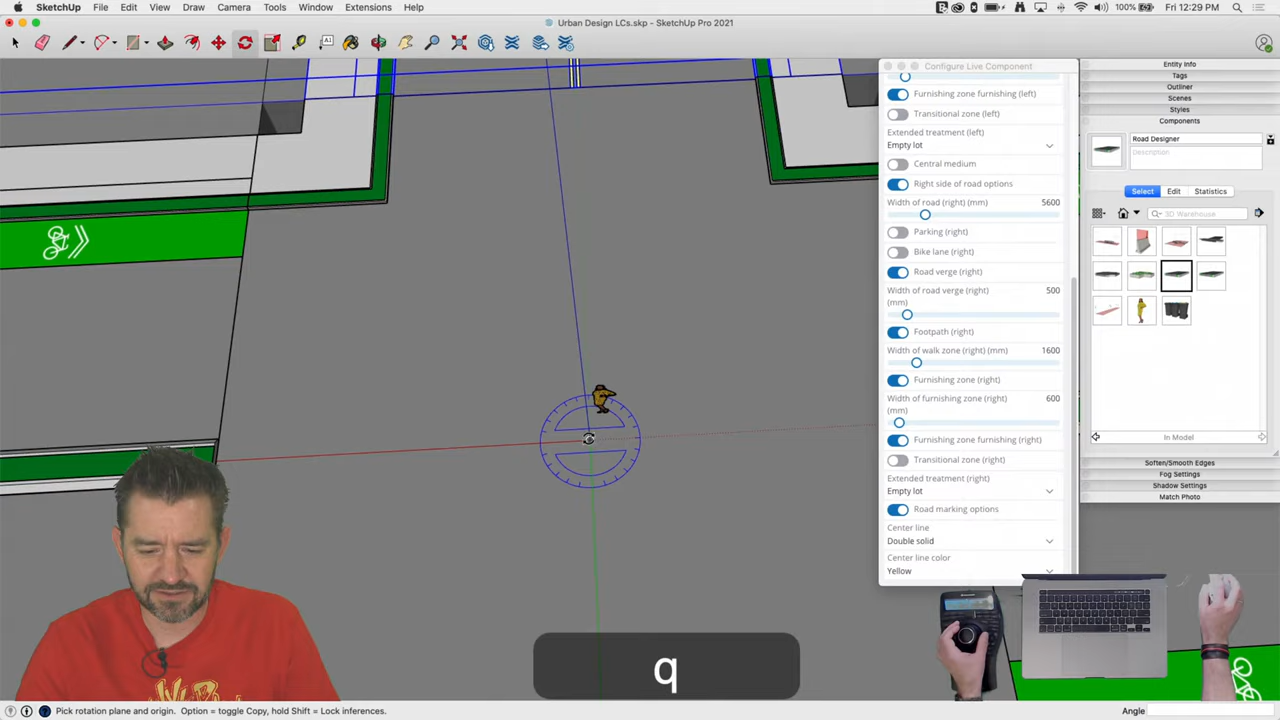 SketchUp File Edit View Draw Camera Tools Window Extensions Help 100% Fri 12:29 PM
Urban Design LCs.skp - SketchUp Pro 2021
A1
Configure Live Component
Furnishing zone furnishing (left)
Transitional zone (left)
Extended treatment (left)
Empty lot
Central medium
Right side of road options
Width of road (right) (mm) 5600
Parking (right)
Bike lane (right)
Road verge (right)
Width of road verge (right) 500
(mm)
Footpath (right)
Width of walk zone (right) (mm) 1600
Furnishing zone (right)
Width of furnishing zone (right) 600
(mm)
Furnishing zone furnishing (right)
Transitional zone (right)
Extended treatment (right)
Empty lot
Road marking options
Center line
Double solid
Center line color
Yellow
Entity Info
Tags
Outliner
Scenes
Styles
Components
Road Designer
Description
Select Edit Statistics
3D Warehouse
In Model
Soften/Smooth Edges
Fog Settings
Shadow Settings
Match Photo
q
Pick rotation plane and origin. Option = toggle Copy, hold Shift = Lock inferences.
Angle